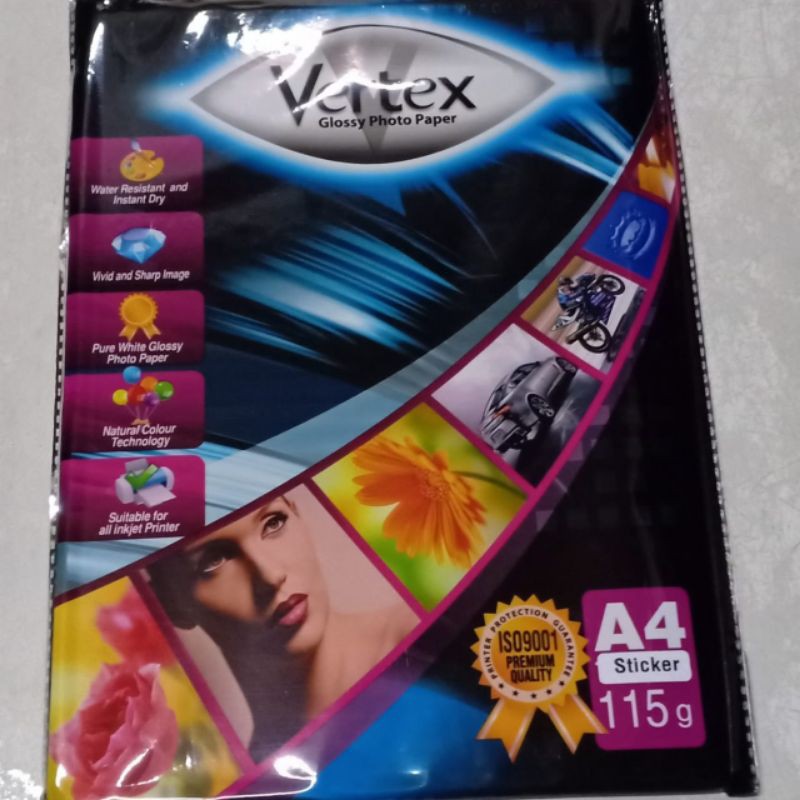 Vertex
Glossy Photo Paper
Water Resistant and
Instant Dry
Vivid and Sharp Image
Pure White Glossy
Photo Paper
Natural Colour
Technology
Suitable for
all Inkjet Printer
PRINTER PROTECTION GUARANTEE
ISO9001
PREMIUM
QUALITY
A4
Sticker
115g